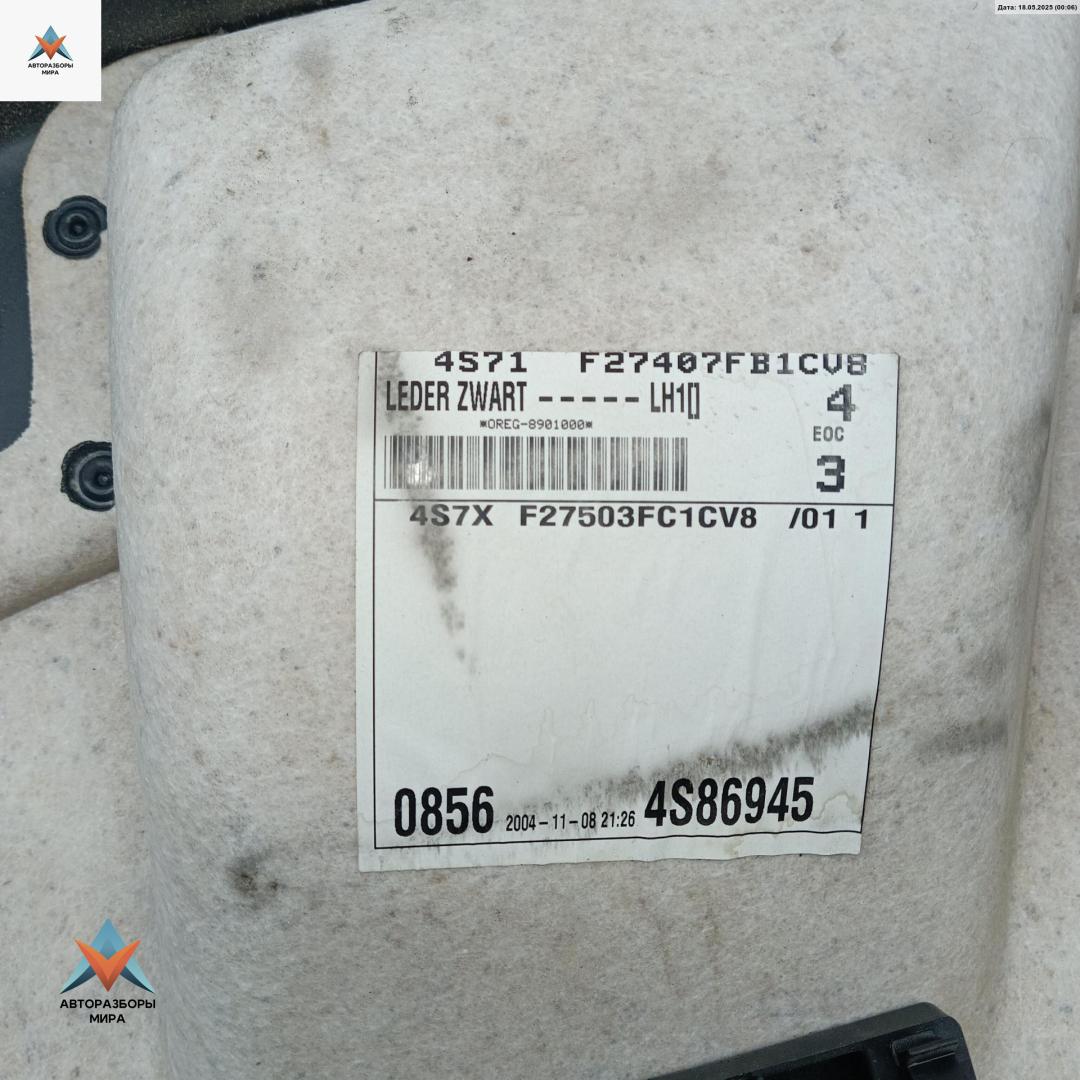 АВТОРАЗБОРЫ
МИРА
Дата: 18.05.2025 (00:06)
4S71 F27407FB1CV8
LEDER ZWART ----- LH1[]
4
*OREG-8901000*
EOC
3
4S7X F27503FC1CV8 /01 1
0856 2004-11-08 21:26 4S86945
АВТОРАЗБОРЫ
МИРА